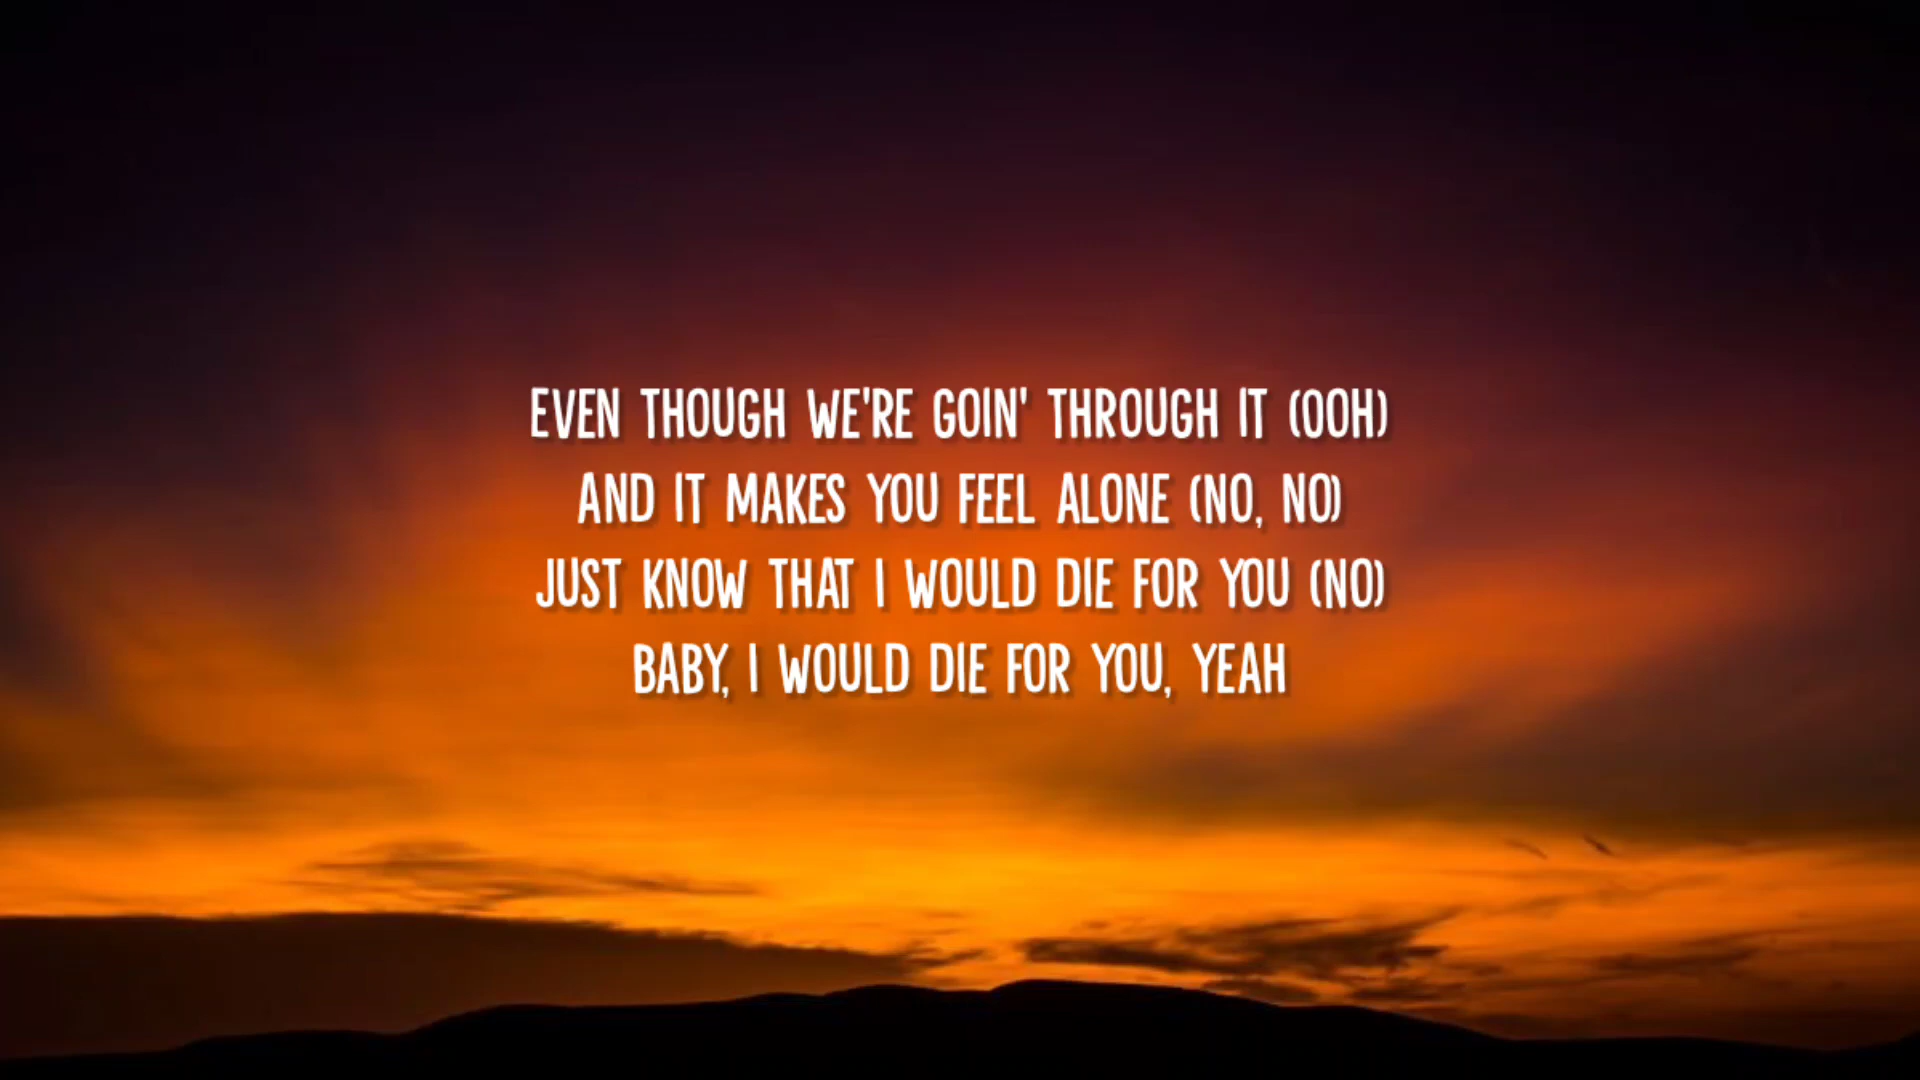 EVEN THOUGH WE'RE GOIN' THROUGH IT (OOH)
AND IT MAKES YOU FEEL ALONE (NO, NO)
JUST KNOW THAT I WOULD DIE FOR YOU (NO)
BABY, I WOULD DIE FOR YOU, YEAH